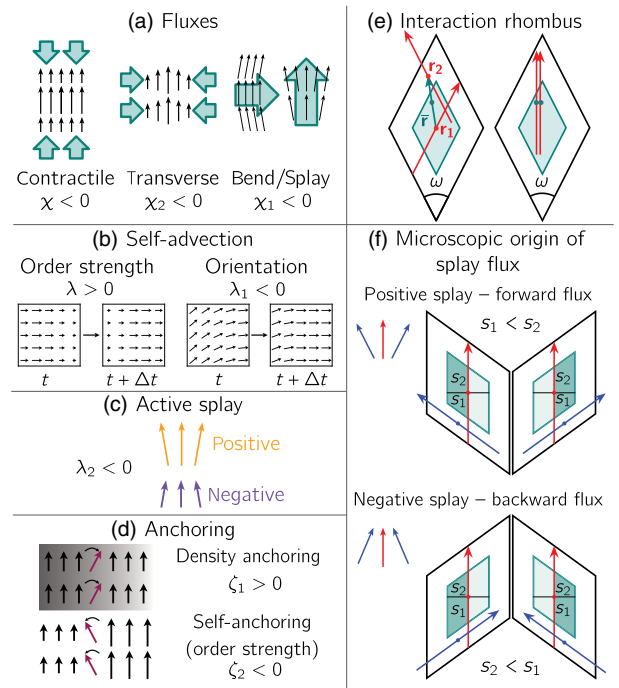 (a) Fluxes
Contractile
χ < 0
Transverse
χ₂ < 0
Bend/Splay
χ₁ < 0
(b) Self-advection
Order strength
λ > 0
t
t + Δt
Orientation
λ₁ < 0
t
t + Δt
(c) Active splay
λ₂ < 0
Positive
Negative
(d) Anchoring
Density anchoring
ζ₁ > 0
Self-anchoring
(order strength)
ζ₂ < 0
(e) Interaction rhombus
r₂
r̄
r₁
ω
ω
(f) Microscopic origin of
splay flux
Positive splay – forward flux
s₁ < s₂
s₂
s₁
s₂
s₁
Negative splay – backward flux
s₂
s₁
s₂
s₁
s₂ < s₁